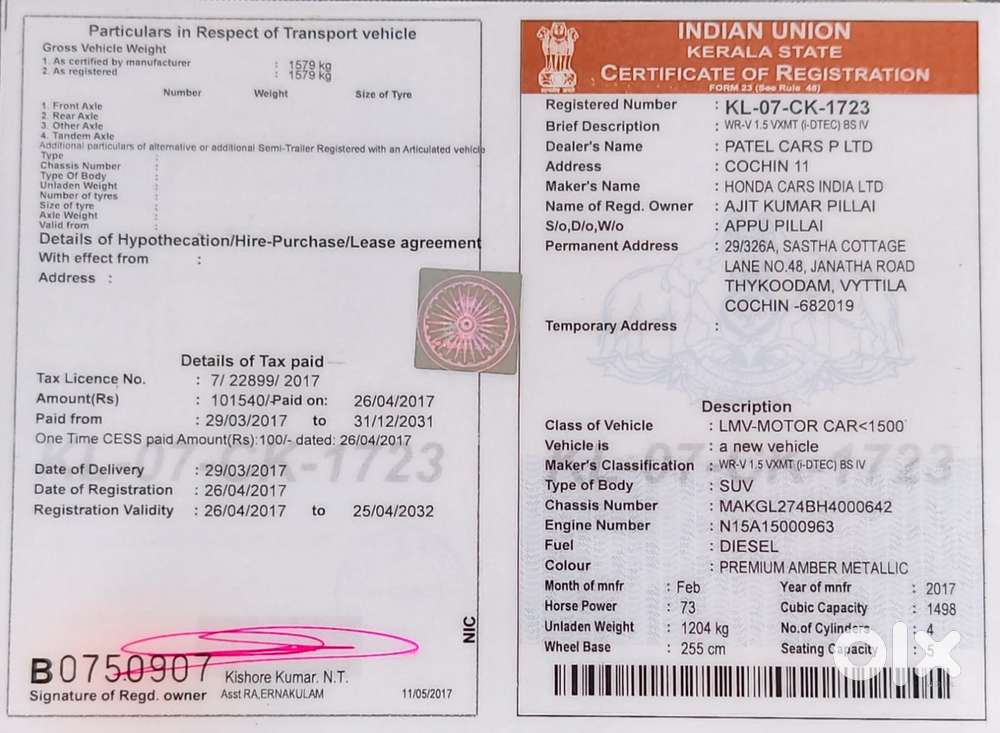 Particulars in Respect of Transport vehicle
Gross Vehicle Weight
1. As certified by manufacturer : 1579 kg
2. As registered : 1579 kg
Number Weight Size of Tyre
1. Front Axle
2. Rear Axle
3. Other Axle
4. Tandem Axle
Additional particulars of alternative or additional Semi-Trailer Registered with an Articulated vehicle
Type :
Chassis Number :
Type Of Body :
Unladen Weight :
Number of tyres :
Size of tyre :
Axle Weight :
Valid from :
Details of Hypothecation/Hire-Purchase/Lease agreement
With effect from :
Address :
Details of Tax paid
Tax Licence No. : 7/ 22899/ 2017
Amount(Rs) : 101540/-Paid on: 26/04/2017
Paid from : 29/03/2017 to 31/12/2031
One Time CESS paid Amount(Rs):100/- dated: 26/04/2017
KL-07-CK-1723
Date of Delivery : 29/03/2017
Date of Registration : 26/04/2017
Registration Validity : 26/04/2017 to 25/04/2032
NIC
B0750907
Kishore Kumar. N.T.
Signature of Regd. owner Asst RA,ERNAKULAM 11/05/2017
INDIAN UNION
KERALA STATE
CERTIFICATE OF REGISTRATION
FORM 23 (See Rule 48)
Registered Number : KL-07-CK-1723
Brief Description : WR-V 1.5 VXMT (i-DTEC) BS IV
Dealer's Name : PATEL CARS P LTD
Address : COCHIN 11
Maker's Name : HONDA CARS INDIA LTD
Name of Regd. Owner : AJIT KUMAR PILLAI
S/o,D/o,W/o : APPU PILLAI
Permanent Address : 29/326A, SASTHA COTTAGE
LANE NO.48, JANATHA ROAD
THYKOODAM, VYTTILA
COCHIN -682019
Temporary Address :
Description
Class of Vehicle : LMV-MOTOR CAR<1500
Vehicle is : a new vehicle
KL-07-CK-1723
Maker's Classification : WR-V 1.5 VXMT (i-DTEC) BS IV
Type of Body : SUV
Chassis Number : MAKGL274BH4000642
Engine Number : N15A15000963
Fuel : DIESEL
Colour : PREMIUM AMBER METALLIC
Month of mnfr : Feb Year of mnfr : 2017
Horse Power : 73 Cubic Capacity : 1498
Unladen Weight : 1204 kg No.of Cylinders : 4
Wheel Base : 255 cm Seating Capacity : 5
olx